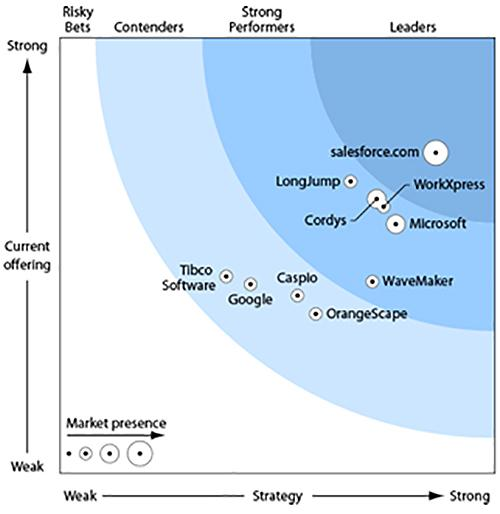 Risky
Bets
Contenders
Strong
Performers
Leaders
Strong
salesforce.com
LongJump
WorkXpress
Cordys
Microsoft
Current
offering
Tibco
Software
Google
Caspio
WaveMaker
OrangeScape
Market presence
Weak
Weak
Strategy
Strong